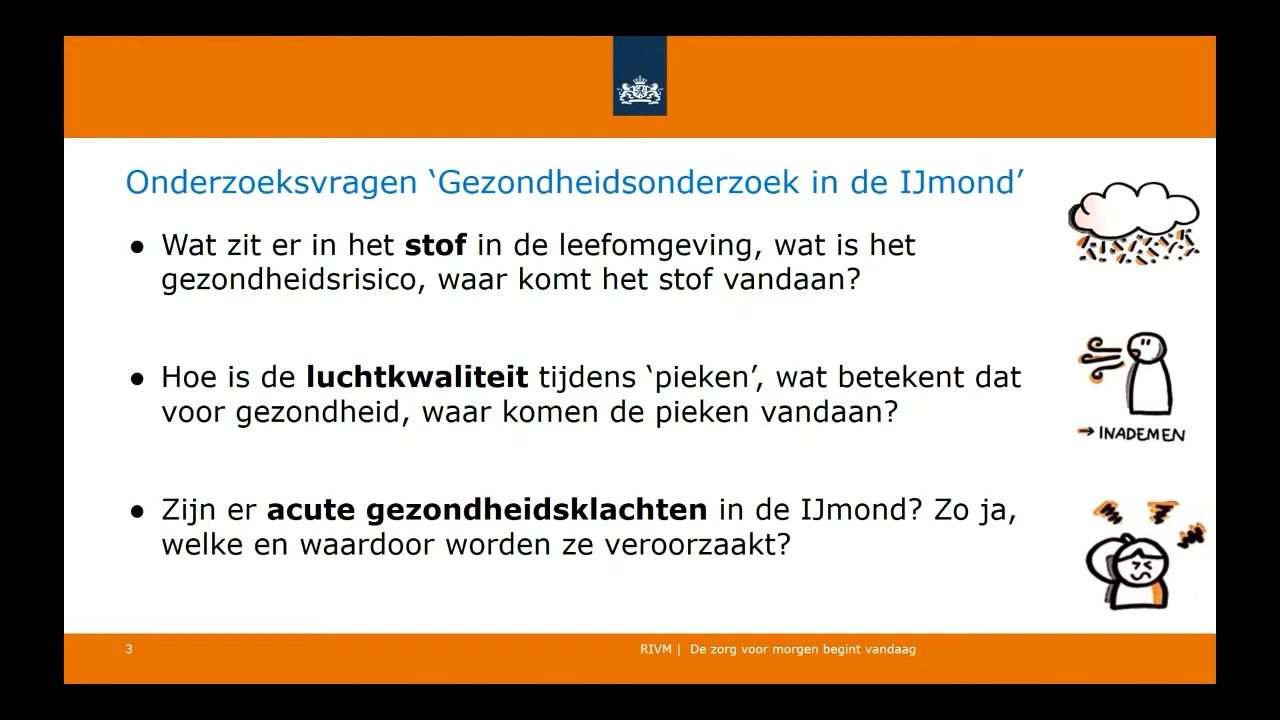 Onderzoeksvragen ‘Gezondheidsonderzoek in de IJmond’
● Wat zit er in het stof in de leefomgeving, wat is het
gezondheidsrisico, waar komt het stof vandaan?
● Hoe is de luchtkwaliteit tijdens ‘pieken’, wat betekent dat
voor gezondheid, waar komen de pieken vandaan?
→ INADEMEN
● Zijn er acute gezondheidsklachten in de IJmond? Zo ja,
welke en waardoor worden ze veroorzaakt?
3
RIVM | De zorg voor morgen begint vandaag